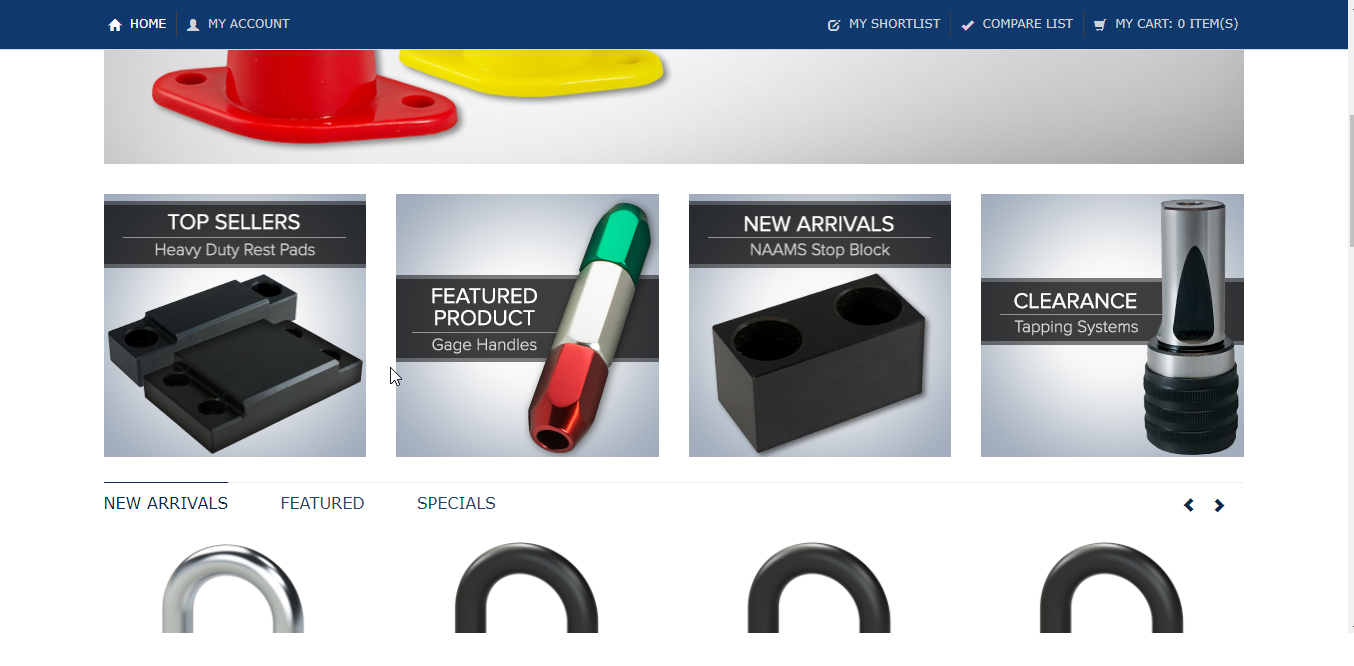 HOME
MY ACCOUNT
MY SHORTLIST
COMPARE LIST
MY CART: 0 ITEM(S)
TOP SELLERS
Heavy Duty Rest Pads
FEATURED
PRODUCT
Gage Handles
NEW ARRIVALS
NAAMS Stop Block
CLEARANCE
Tapping Systems
NEW ARRIVALS
FEATURED
SPECIALS